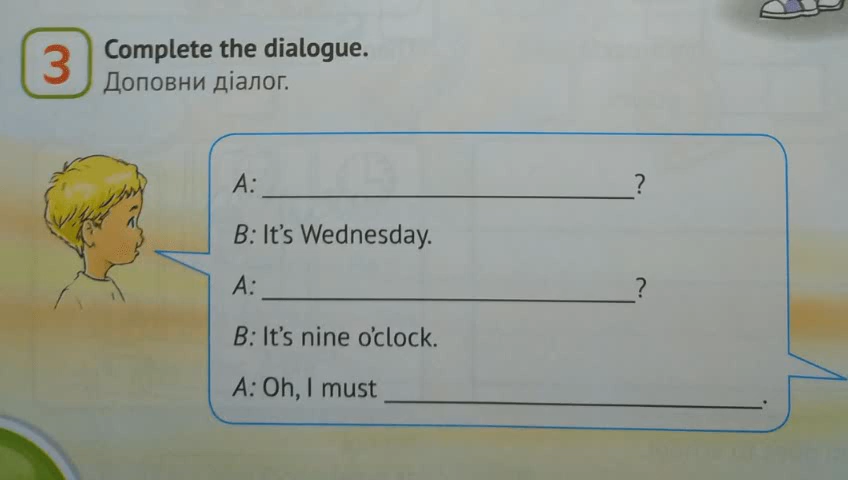 3
Complete the dialogue.
Доповни діалог.
A: ?
B: It's Wednesday.
A: ?
B: It's nine o'clock.
A: Oh, I must .